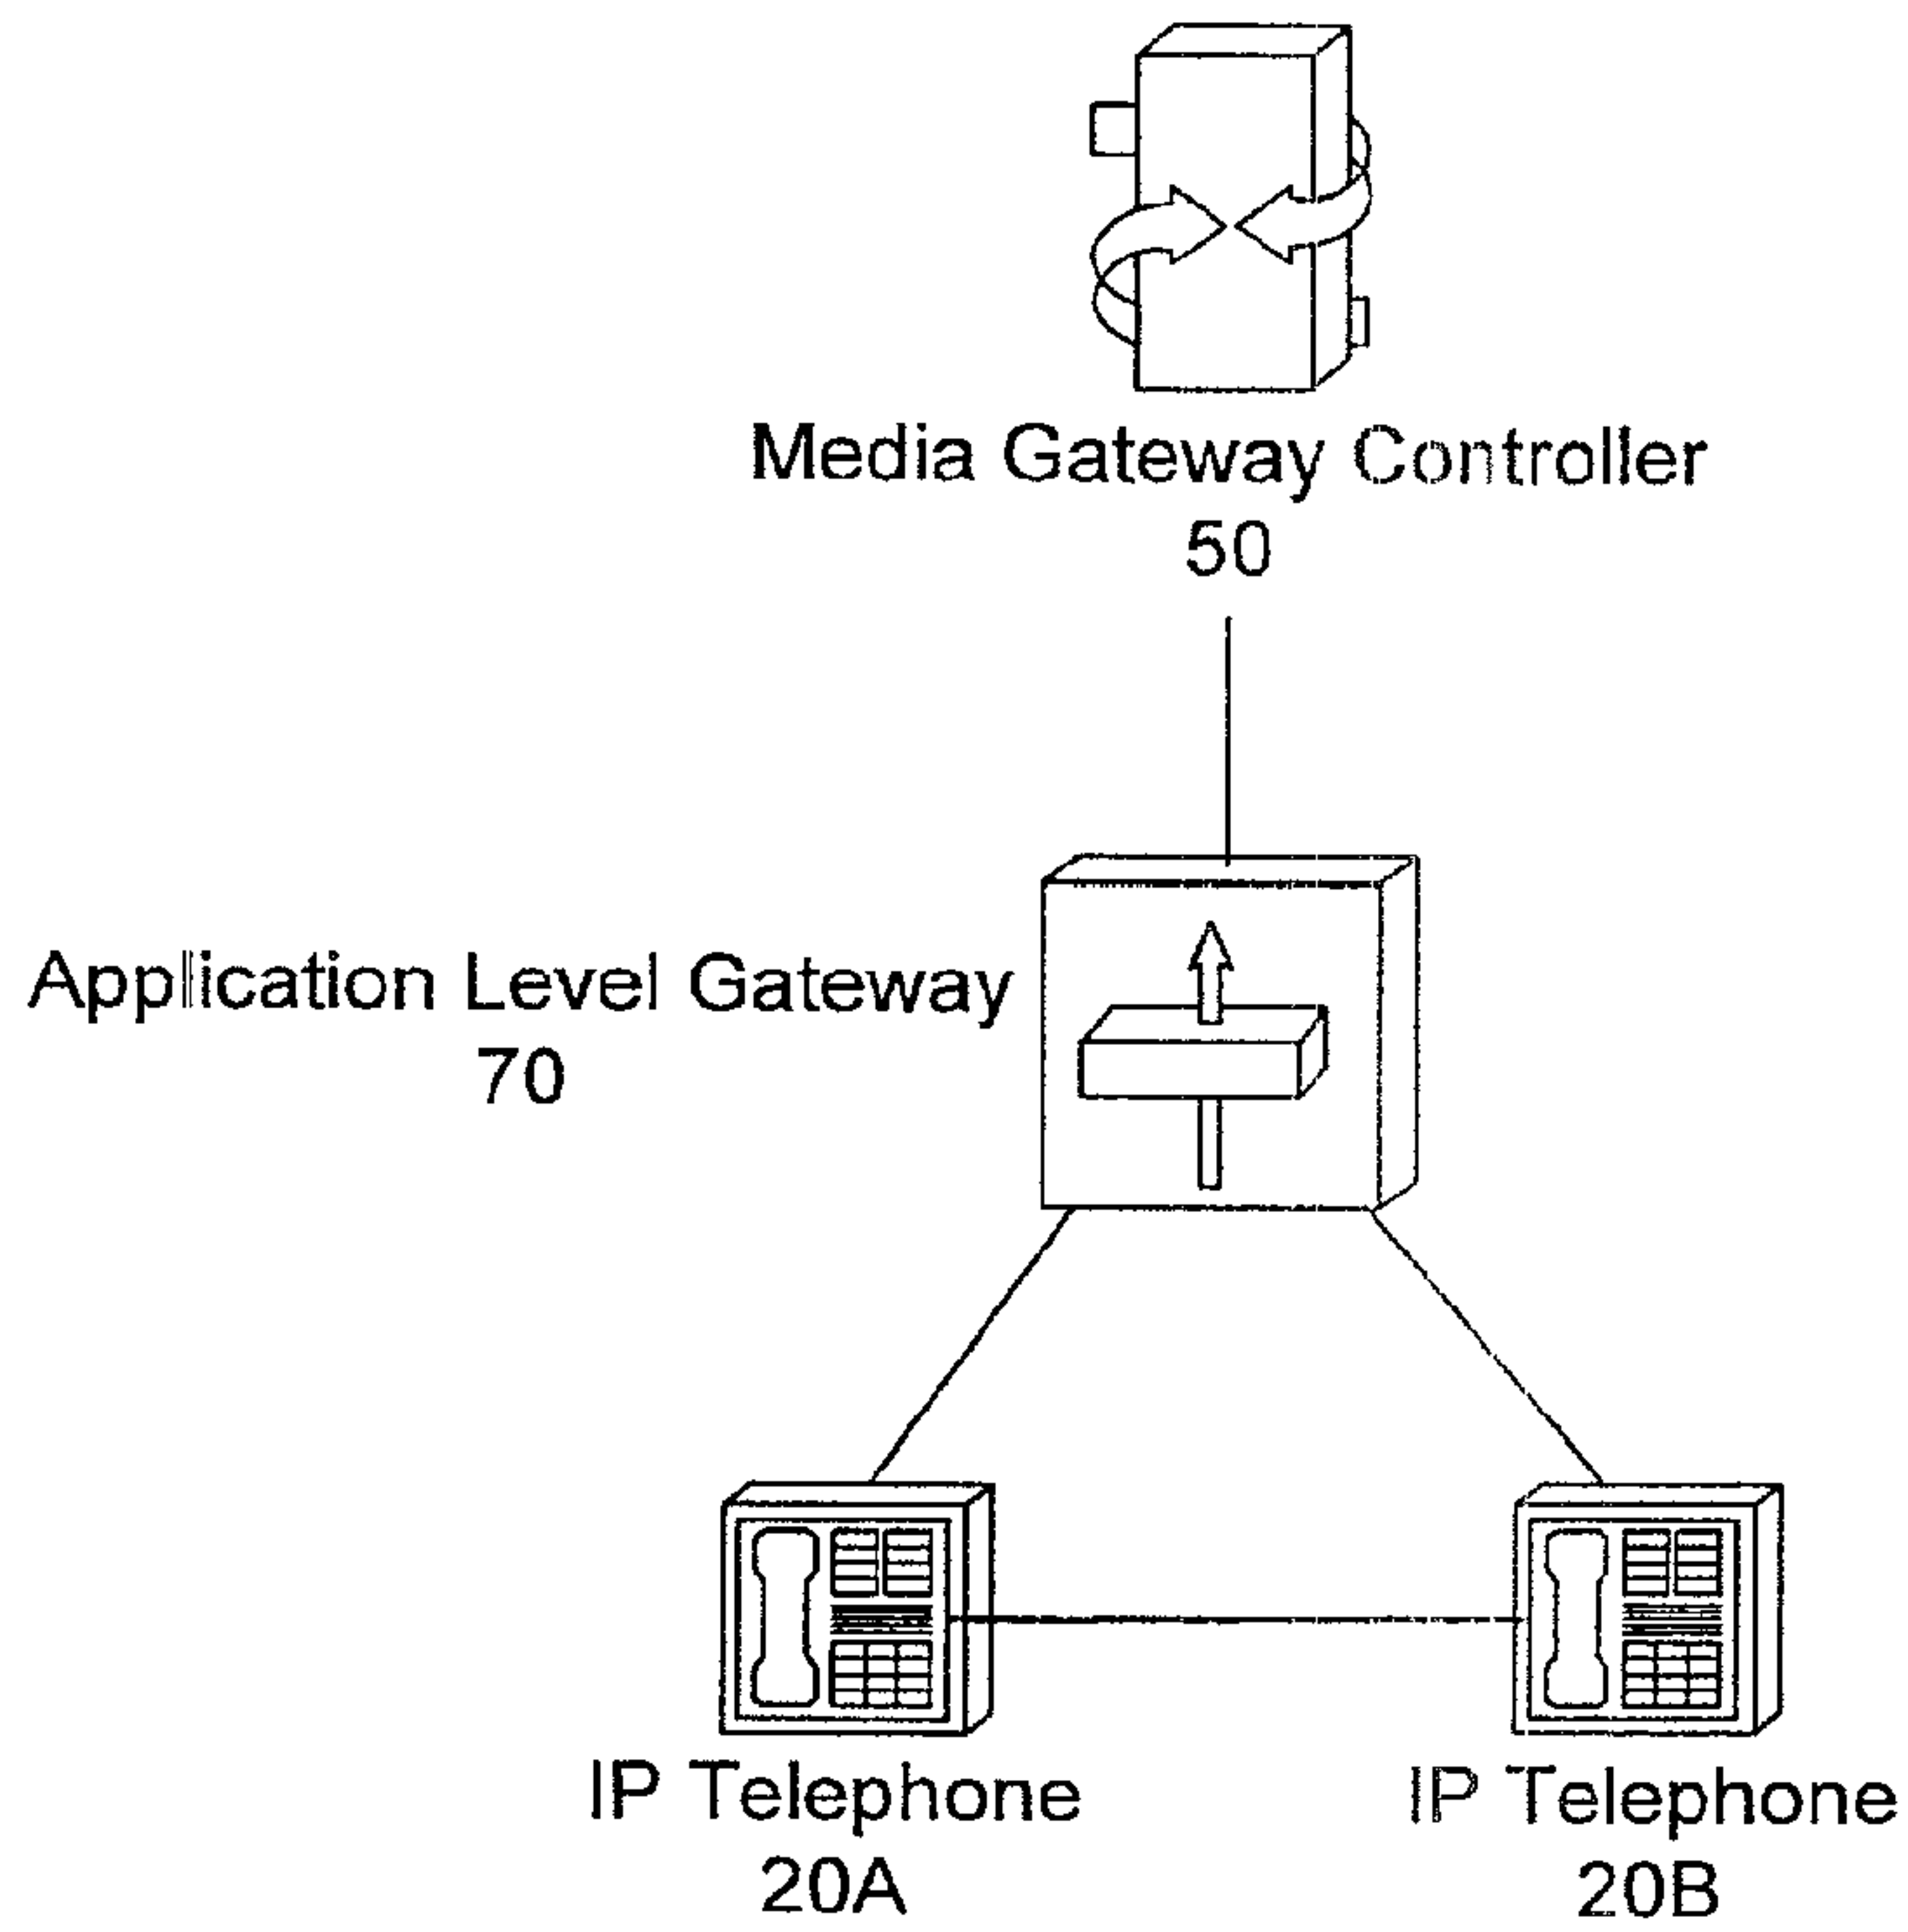 Media Gateway Controller
50
Application Level Gateway
70
IP Telephone
20A
IP Telephone
20B